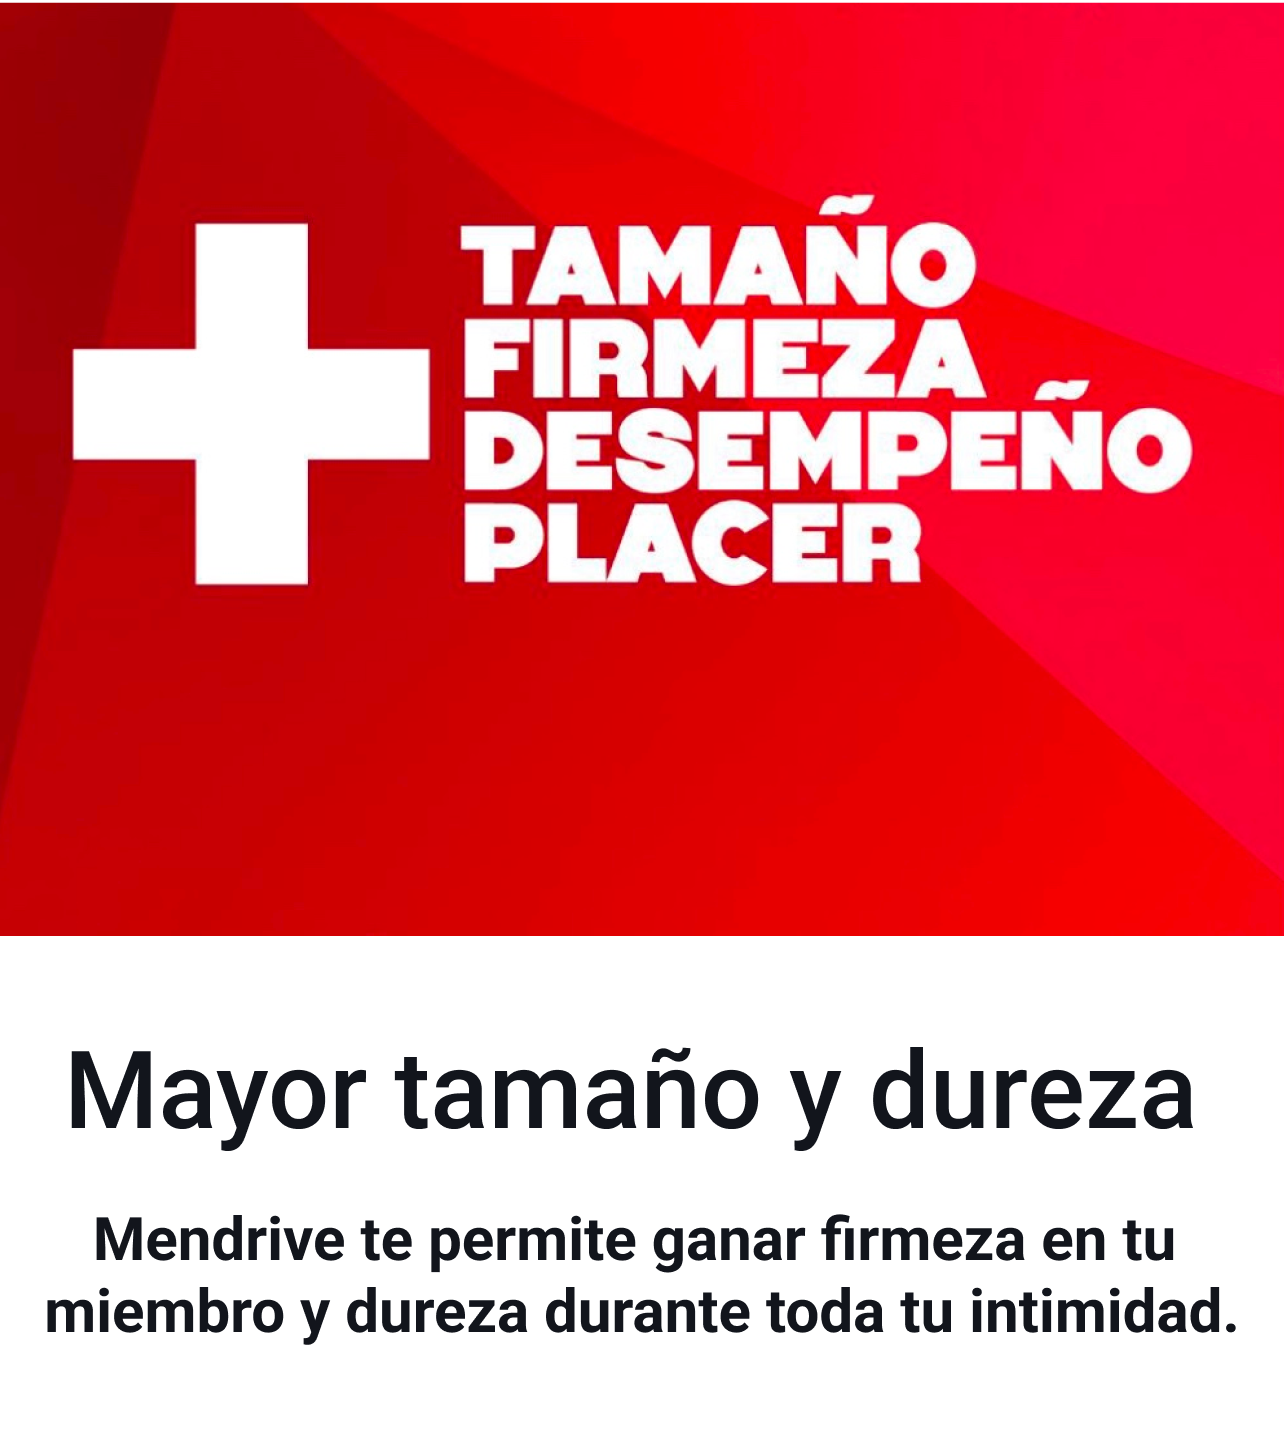 TAMAÑO
FIRMEZA
DESEMPEÑO
PLACER
Mayor tamaño y dureza
Mendrive te permite ganar firmeza en tu
miembro y dureza durante toda tu intimidad.